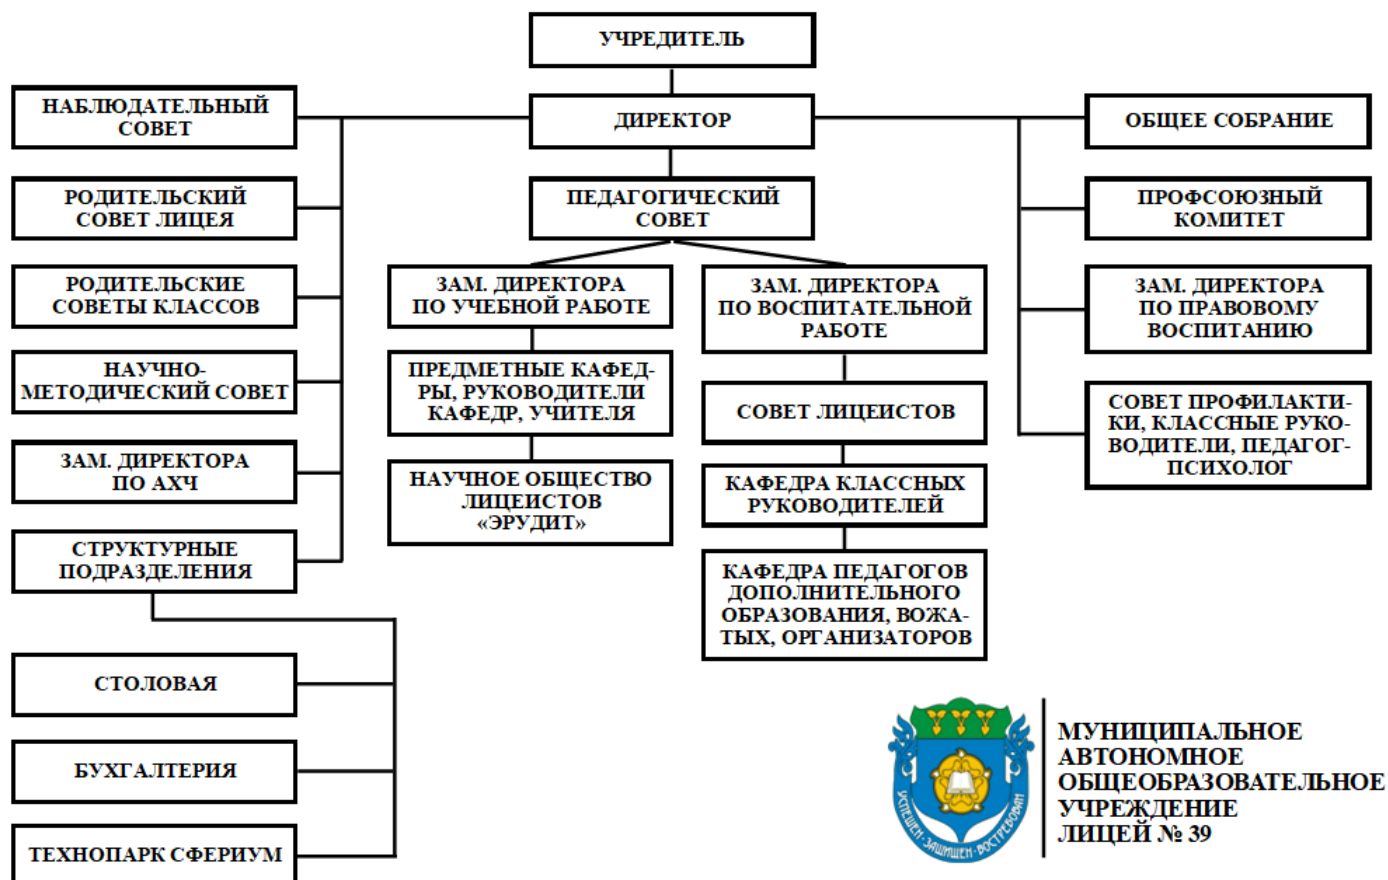 УЧРЕДИТЕЛЬ
НАБЛЮДАТЕЛЬНЫЙ
СОВЕТ
ДИРЕКТОР
ОБЩЕЕ СОБРАНИЕ
РОДИТЕЛЬСКИЙ
СОВЕТ ЛИЦЕЯ
ПЕДАГОГИЧЕСКИЙ
СОВЕТ
ПРОФСОЮЗНЫЙ
КОМИТЕТ
РОДИТЕЛЬСКИЕ
СОВЕТЫ КЛАССОВ
ЗАМ. ДИРЕКТОРА
ПО УЧЕБНОЙ РАБОТЕ
ЗАМ. ДИРЕКТОРА
ПО ВОСПИТАТЕЛЬНОЙ
РАБОТЕ
ЗАМ. ДИРЕКТОРА
ПО ПРАВОВОМУ
ВОСПИТАНИЮ
НАУЧНО-
МЕТОДИЧЕСКИЙ СОВЕТ
ПРЕДМЕТНЫЕ КАФЕД-
РЫ, РУКОВОДИТЕЛИ
КАФЕДР, УЧИТЕЛЯ
СОВЕТ ЛИЦЕИСТОВ
СОВЕТ ПРОФИЛАКТИ-
КИ, КЛАССНЫЕ РУКО-
ВОДИТЕЛИ, ПЕДАГОГ-
ПСИХОЛОГ
ЗАМ. ДИРЕКТОРА
ПО АХЧ
НАУЧНОЕ ОБЩЕСТВО
ЛИЦЕИСТОВ
«ЭРУДИТ»
КАФЕДРА КЛАССНЫХ
РУКОВОДИТЕЛЕЙ
СТРУКТУРНЫЕ
ПОДРАЗДЕЛЕНИЯ
КАФЕДРА ПЕДАГОГОВ
ДОПОЛНИТЕЛЬНОГО
ОБРАЗОВАНИЯ, ВОЖА-
ТЫХ, ОРГАНИЗАТОРОВ
СТОЛОВАЯ
БУХГАЛТЕРИЯ
ТЕХНОПАРК СФЕРИУМ
УСПЕШЕН · ЗАЩИЩЕН · ВОСТРЕБОВАН
МУНИЦИПАЛЬНОЕ
АВТОНОМНОЕ
ОБЩЕОБРАЗОВАТЕЛЬНОЕ
УЧРЕЖДЕНИЕ
ЛИЦЕЙ № 39